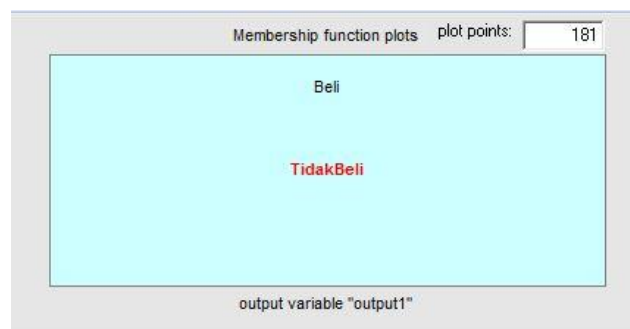 Membership function plots plot points: 181
Beli
TidakBeli
output variable "output1"